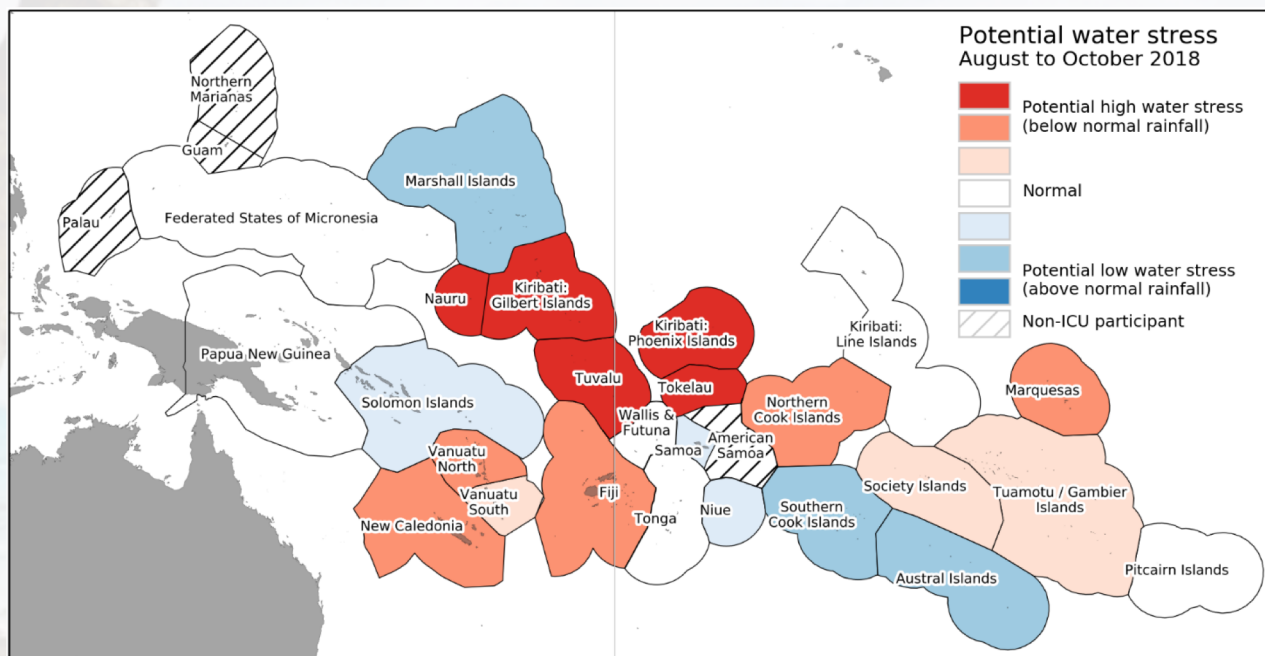 Potential water stress
August to October 2018
Potential high water stress
(below normal rainfall)
Normal
Potential low water stress
(above normal rainfall)
Non-ICU participant
Northern
Marianas
Guam
Palau
Federated States of Micronesia
Marshall Islands
Nauru
Kiribati:
Gilbert Islands
Kiribati:
Phoenix Islands
Kiribati:
Line Islands
Papua New Guinea
Solomon Islands
Tuvalu
Tokelau
Northern
Cook Islands
Marquesas
Wallis &
Futuna
Samoa
American
Samoa
Vanuatu
North
Vanuatu
South
New Caledonia
Fiji
Tonga
Niue
Southern
Cook Islands
Society Islands
Tuamotu / Gambier
Islands
Austral Islands
Pitcairn Islands